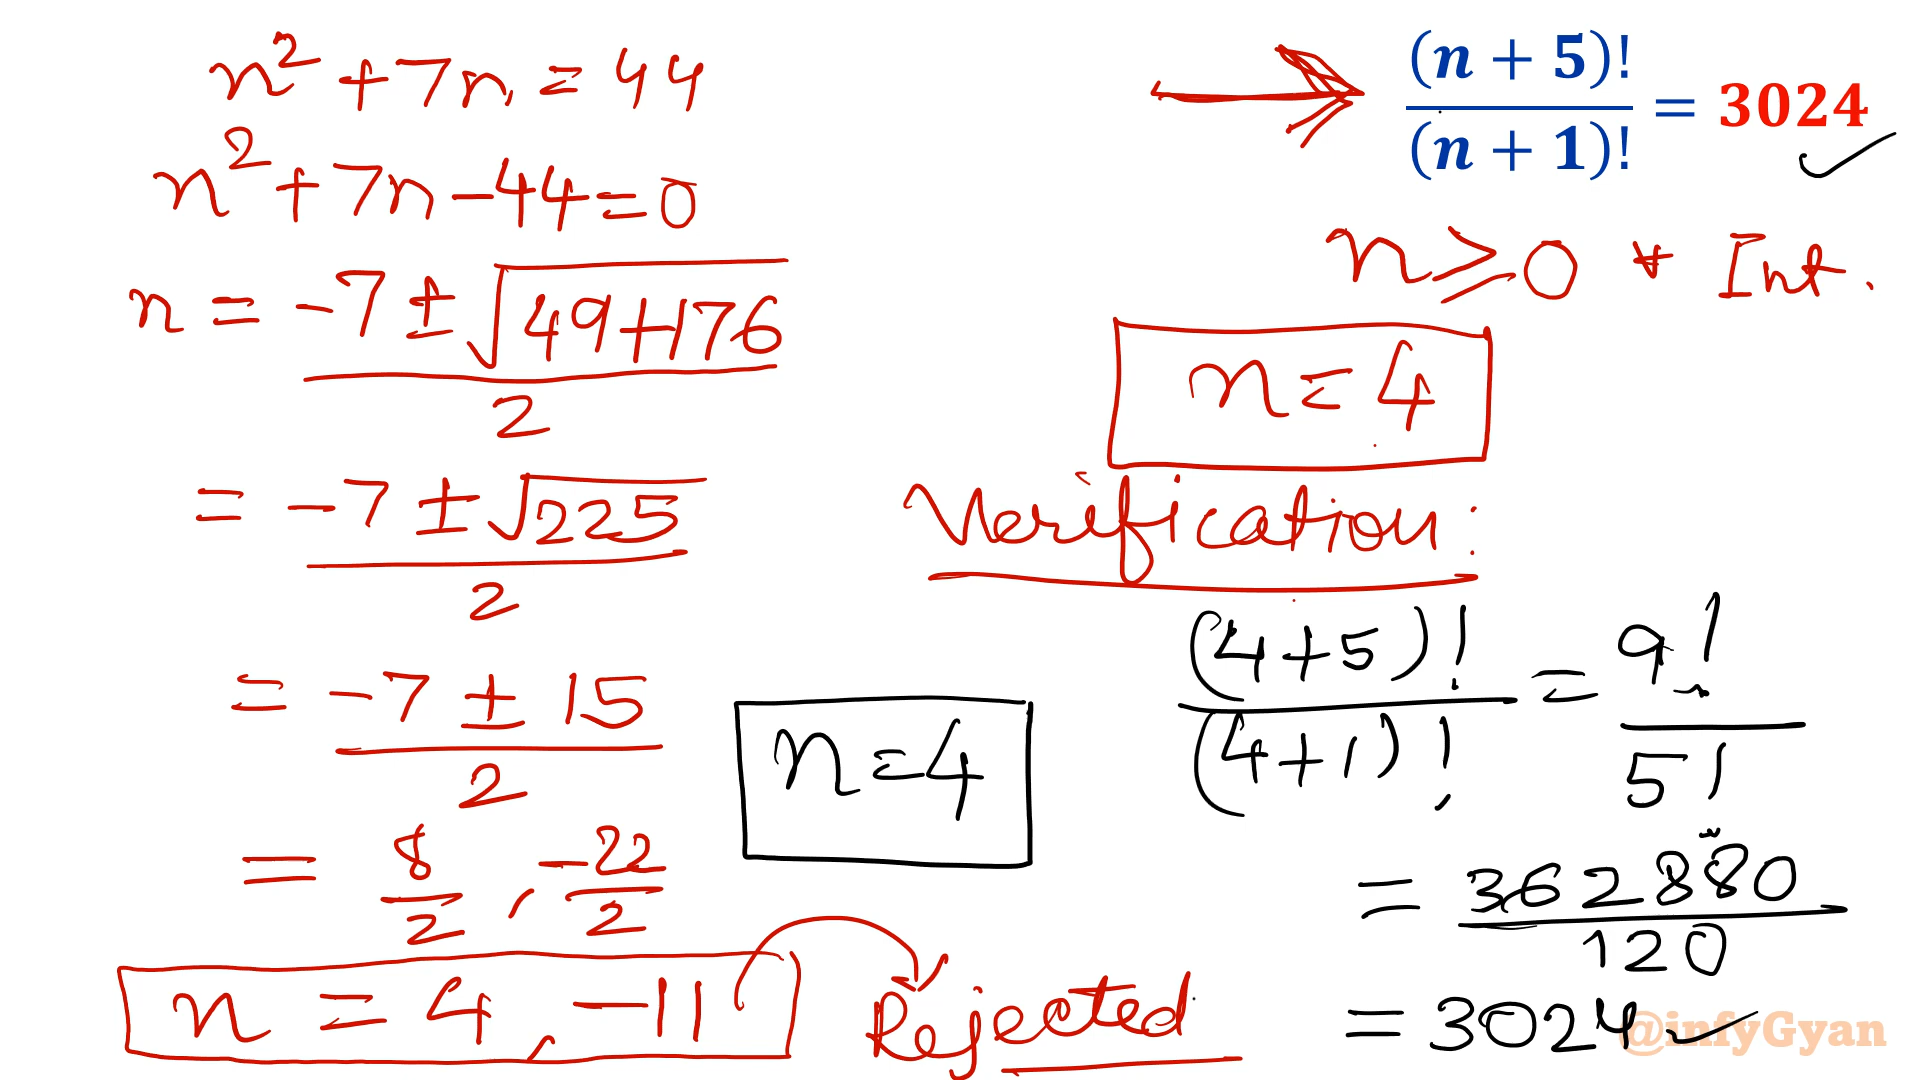 n² + 7n = 44
n² + 7n - 44 = 0
n = -7 ± √49+176
2
= -7 ± √225
2
= -7 ± 15
2
= 8/2 , -22/2
n = 4 , -11
Rejected
n = 4
(n + 5)!
(n + 1)!
= 3024
n ≥ 0 * Int.
n = 4
Verification :
(4+5)! / (4+1)! = 9! / 5!
= 362880 / 120
= 3024
@infyGyan